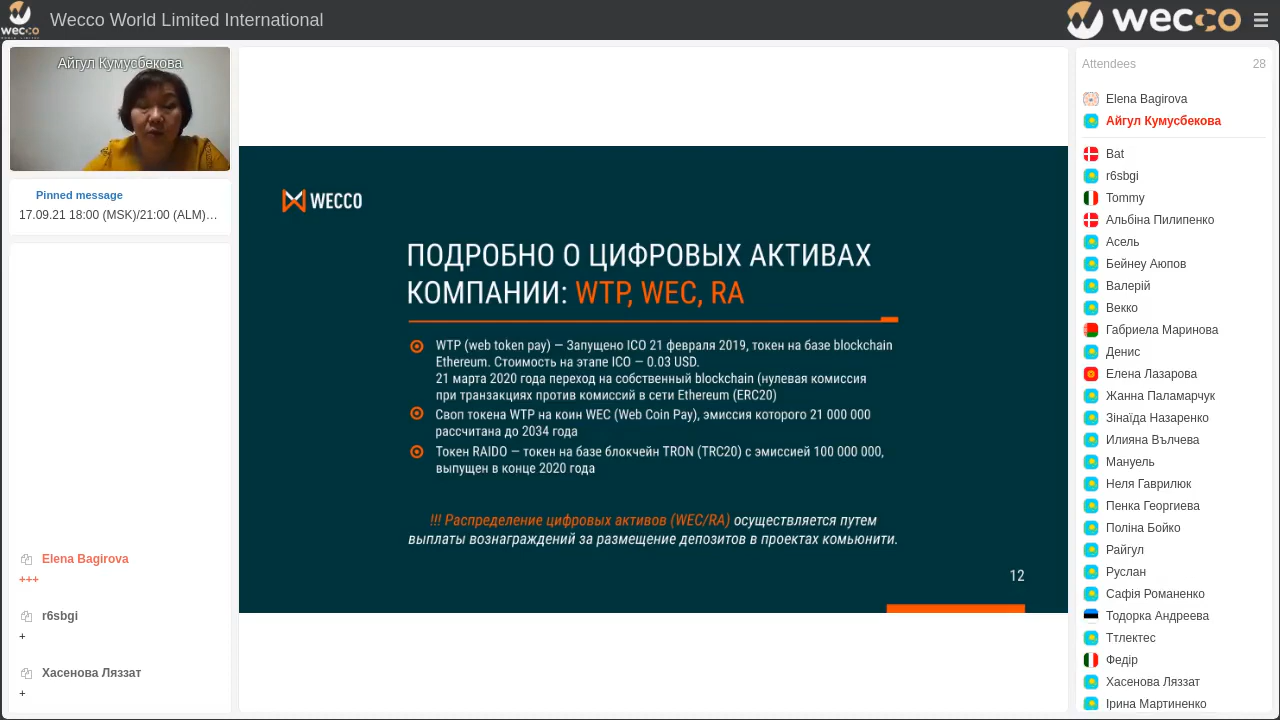 wecco
Wecco World Limited International
wecco
Айгул Кумусбекова
Pinned message
17.09.21 18:00 (MSK)/21:00 (ALM)…
Elena Bagirova
+++
r6sbgi
+
Хасенова Ляззат
+
WECCO
ПОДРОБНО О ЦИФРОВЫХ АКТИВАХ
КОМПАНИИ: WTP, WEC, RA
WTP (web token pay) — Запущено ICO 21 февраля 2019, токен на базе blockchain
Ethereum. Стоимость на этапе ICO — 0.03 USD.
21 марта 2020 года переход на собственный blockchain (нулевая комиссия
при транзакциях против комиссий в сети Ethereum (ERC20)
Своп токена WTP на коин WEC (Web Coin Pay), эмиссия которого 21 000 000
рассчитана до 2034 года
Токен RAIDO — токен на базе блокчейн TRON (TRC20) с эмиссией 100 000 000,
выпущен в конце 2020 года
!!! Распределение цифровых активов (WEC/RA) осуществляется путем
выплаты вознаграждений за размещение депозитов в проектах комьюнити.
12
Attendees 28
Elena Bagirova
Айгул Кумусбекова
Bat
r6sbgi
Tommy
Альбіна Пилипенко
Асель
Бейнеу Аюпов
Валерій
Векко
Габриела Маринова
Денис
Елена Лазарова
Жанна Паламарчук
Зінаїда Назаренко
Илияна Вълчева
Мануель
Неля Гаврилюк
Пенка Георгиева
Поліна Бойко
Райгул
Руслан
Сафія Романенко
Тодорка Андреева
Ттлектес
Федір
Хасенова Ляззат
Ірина Мартиненко